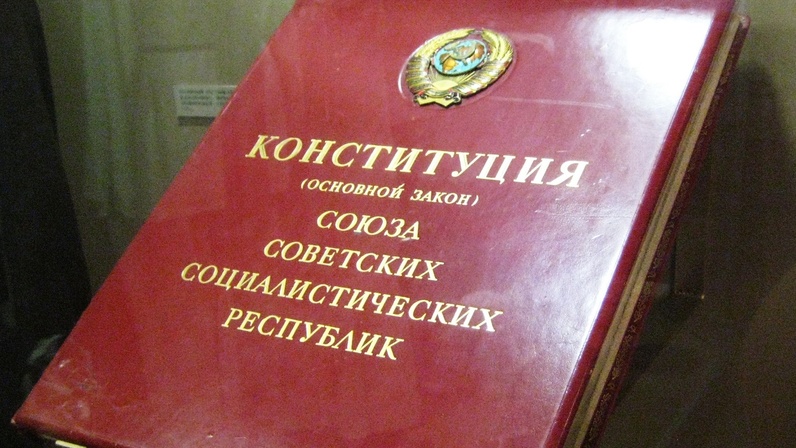 КОНСТИТУЦИЯ
(ОСНОВНОЙ ЗАКОН)
СОЮЗА
СОВЕТСКИХ
СОЦИАЛИСТИЧЕСКИХ
РЕСПУБЛИК